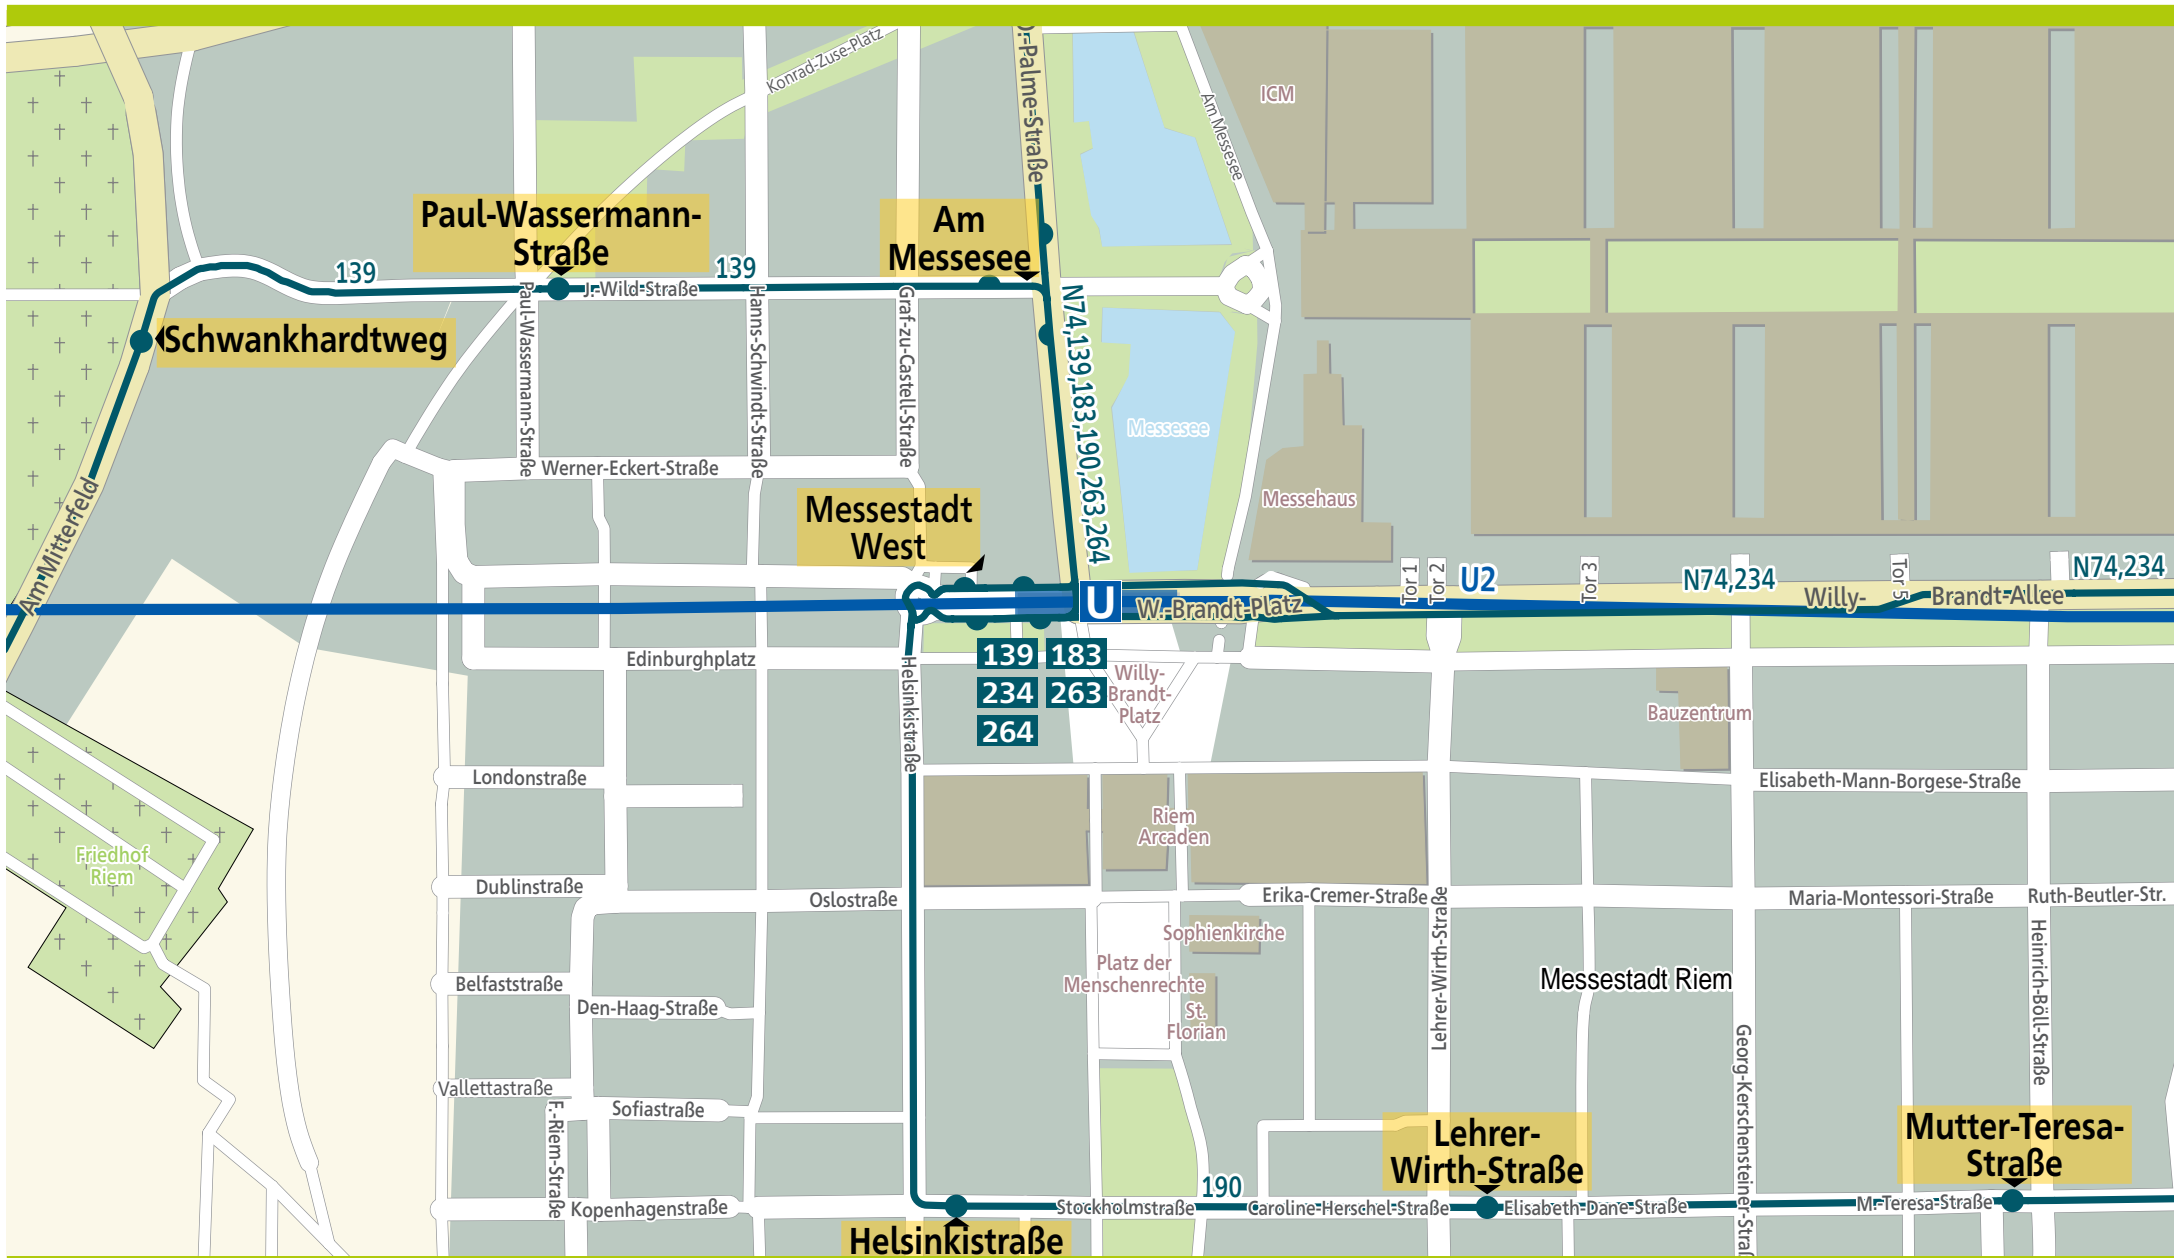 O.-Palme-Straße
Konrad-Zuse-Platz
Am Messesee
ICM
Paul-Wassermann-
Straße
Am
Messesee
139
139
J.-Wild-Straße
Schwankhardtweg
Paul-Wassermann-Straße
Hanns-Schwindt-Straße
Graf-zu-Castell-Straße
N74,139,183,190,263,264
Messesee
Werner-Eckert-Straße
Messehaus
Am Mitterfeld
Messestadt
West
Tor 1
Tor 2
U2
Tor 3
N74,234
Tor 5
N74,234
U
W.-Brandt-Platz
Willy-
Brandt-Allee
139 183
234 263
264
Edinburghplatz
Helsinkistraße
Willy-
Brandt-
Platz
Bauzentrum
Londonstraße
Elisabeth-Mann-Borgese-Straße
Riem
Arcaden
Friedhof
Riem
Dublinstraße
Oslostraße
Erika-Cremer-Straße
Lehrer-Wirth-Straße
Maria-Montessori-Straße
Ruth-Beutler-Str.
Sophienkirche
Heinrich-Böll-Straße
Platz der
Menschenrechte
Messestadt Riem
Belfaststraße
Den-Haag-Straße
St.
Florian
Georg-Kerschensteiner-Straß
Vallettastraße
F.-Riem-Straße
Sofiastraße
Lehrer-
Wirth-Straße
Mutter-Teresa-
Straße
190
Kopenhagenstraße
Stockholmstraße
Caroline-Herschel-Straße
Elisabeth-Dane-Straße
M.-Teresa-Straße
Helsinkistraße